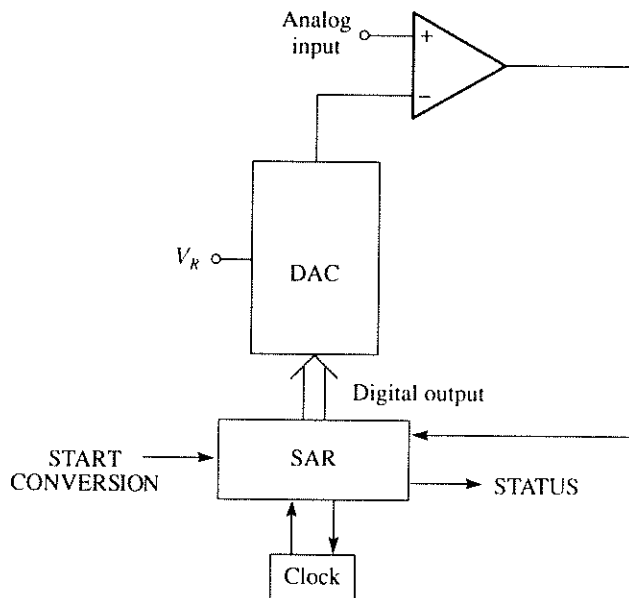 Analog
input
+
−
V_R
DAC
Digital output
START
CONVERSION
SAR
STATUS
Clock